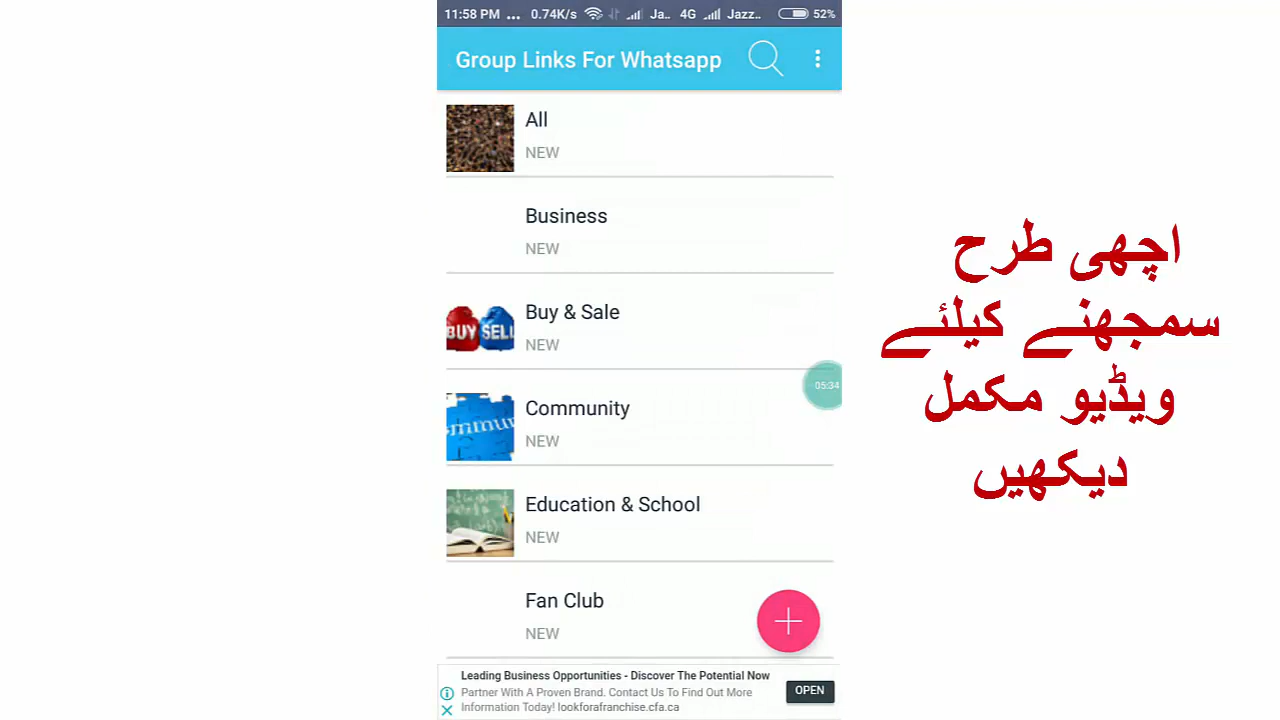 11:58 PM ... 0.74K/s Ja.. 4G Jazz.. 52%
Group Links For Whatsapp
All
NEW
Business
NEW
Buy & Sale
BUY SELL
NEW
05:34
Community
mmun
NEW
Education & School
NEW
Fan Club
NEW
Leading Business Opportunities - Discover The Potential Now
Partner With A Proven Brand. Contact Us To Find Out More
Information Today! lookforafranchise.cfa.ca
OPEN
اچھی طرح
سمجھنے کیلئے
ویڈیو مکمل
دیکھیں